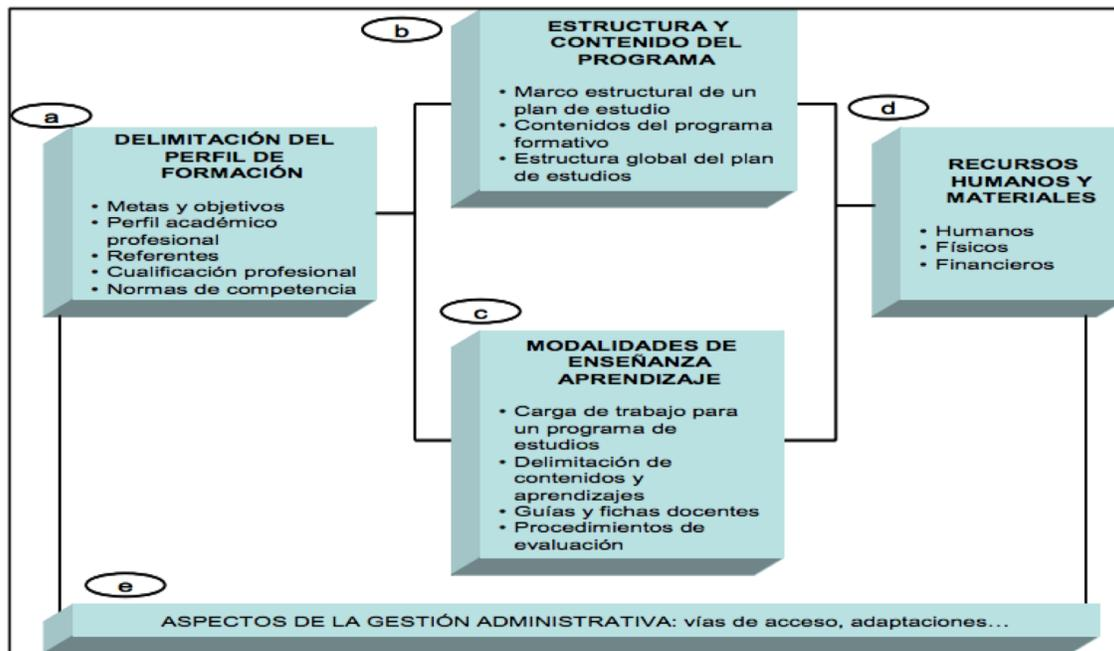 a
DELIMITACIÓN DEL
PERFIL DE
FORMACIÓN
• Metas y objetivos
• Perfil académico
profesional
• Referentes
• Cualificación profesional
• Normas de competencia
b
ESTRUCTURA Y
CONTENIDO DEL
PROGRAMA
• Marco estructural de un
plan de estudio
• Contenidos del programa
formativo
• Estructura global del plan
de estudios
c
MODALIDADES DE
ENSEÑANZA
APRENDIZAJE
• Carga de trabajo para
un programa de
estudios
• Delimitación de
contenidos y
aprendizajes
• Guías y fichas docentes
• Procedimientos de
evaluación
d
RECURSOS
HUMANOS Y
MATERIALES
• Humanos
• Físicos
• Financieros
e
ASPECTOS DE LA GESTIÓN ADMINISTRATIVA: vías de acceso, adaptaciones...